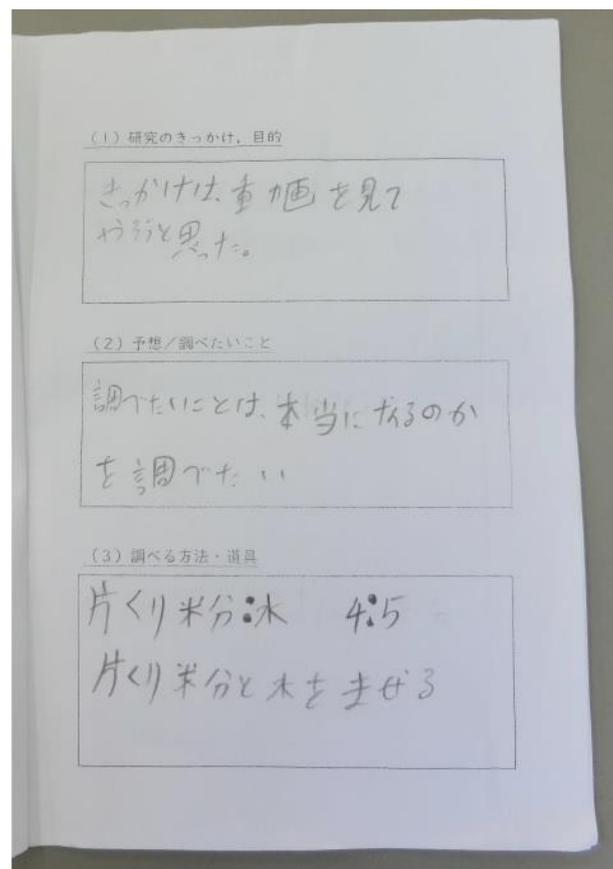 (1) 研究のきっかけ，目的
きっかけは、動画を見て
やろうと思った。
(2) 予想／調べたいこと
調べたいことは、本当になるのか
を調べたい
(3) 調べる方法・道具
片くり粉:水 4:5
片くり粉と水をまぜる